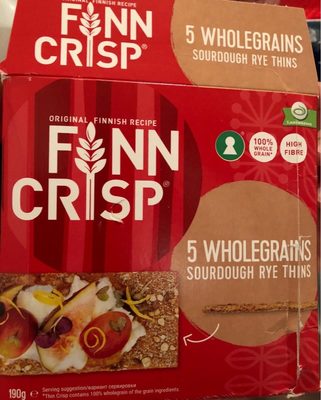 ORIGINAL FINNISH RECIPE
FINN
CRISP®
5 WHOLEGRAINS
SOURDOUGH RYE THINS
ORIGINAL FINNISH RECIPE
FINN
CRISP®
100%
WHOLE
GRAIN*
HIGH
FIBRE
5 WHOLEGRAINS
SOURDOUGH RYE THINS
190g ℮
Serving suggestion/вариант сервировки
*Thin Crisp contains 100% wholegrain of the grain ingredients.